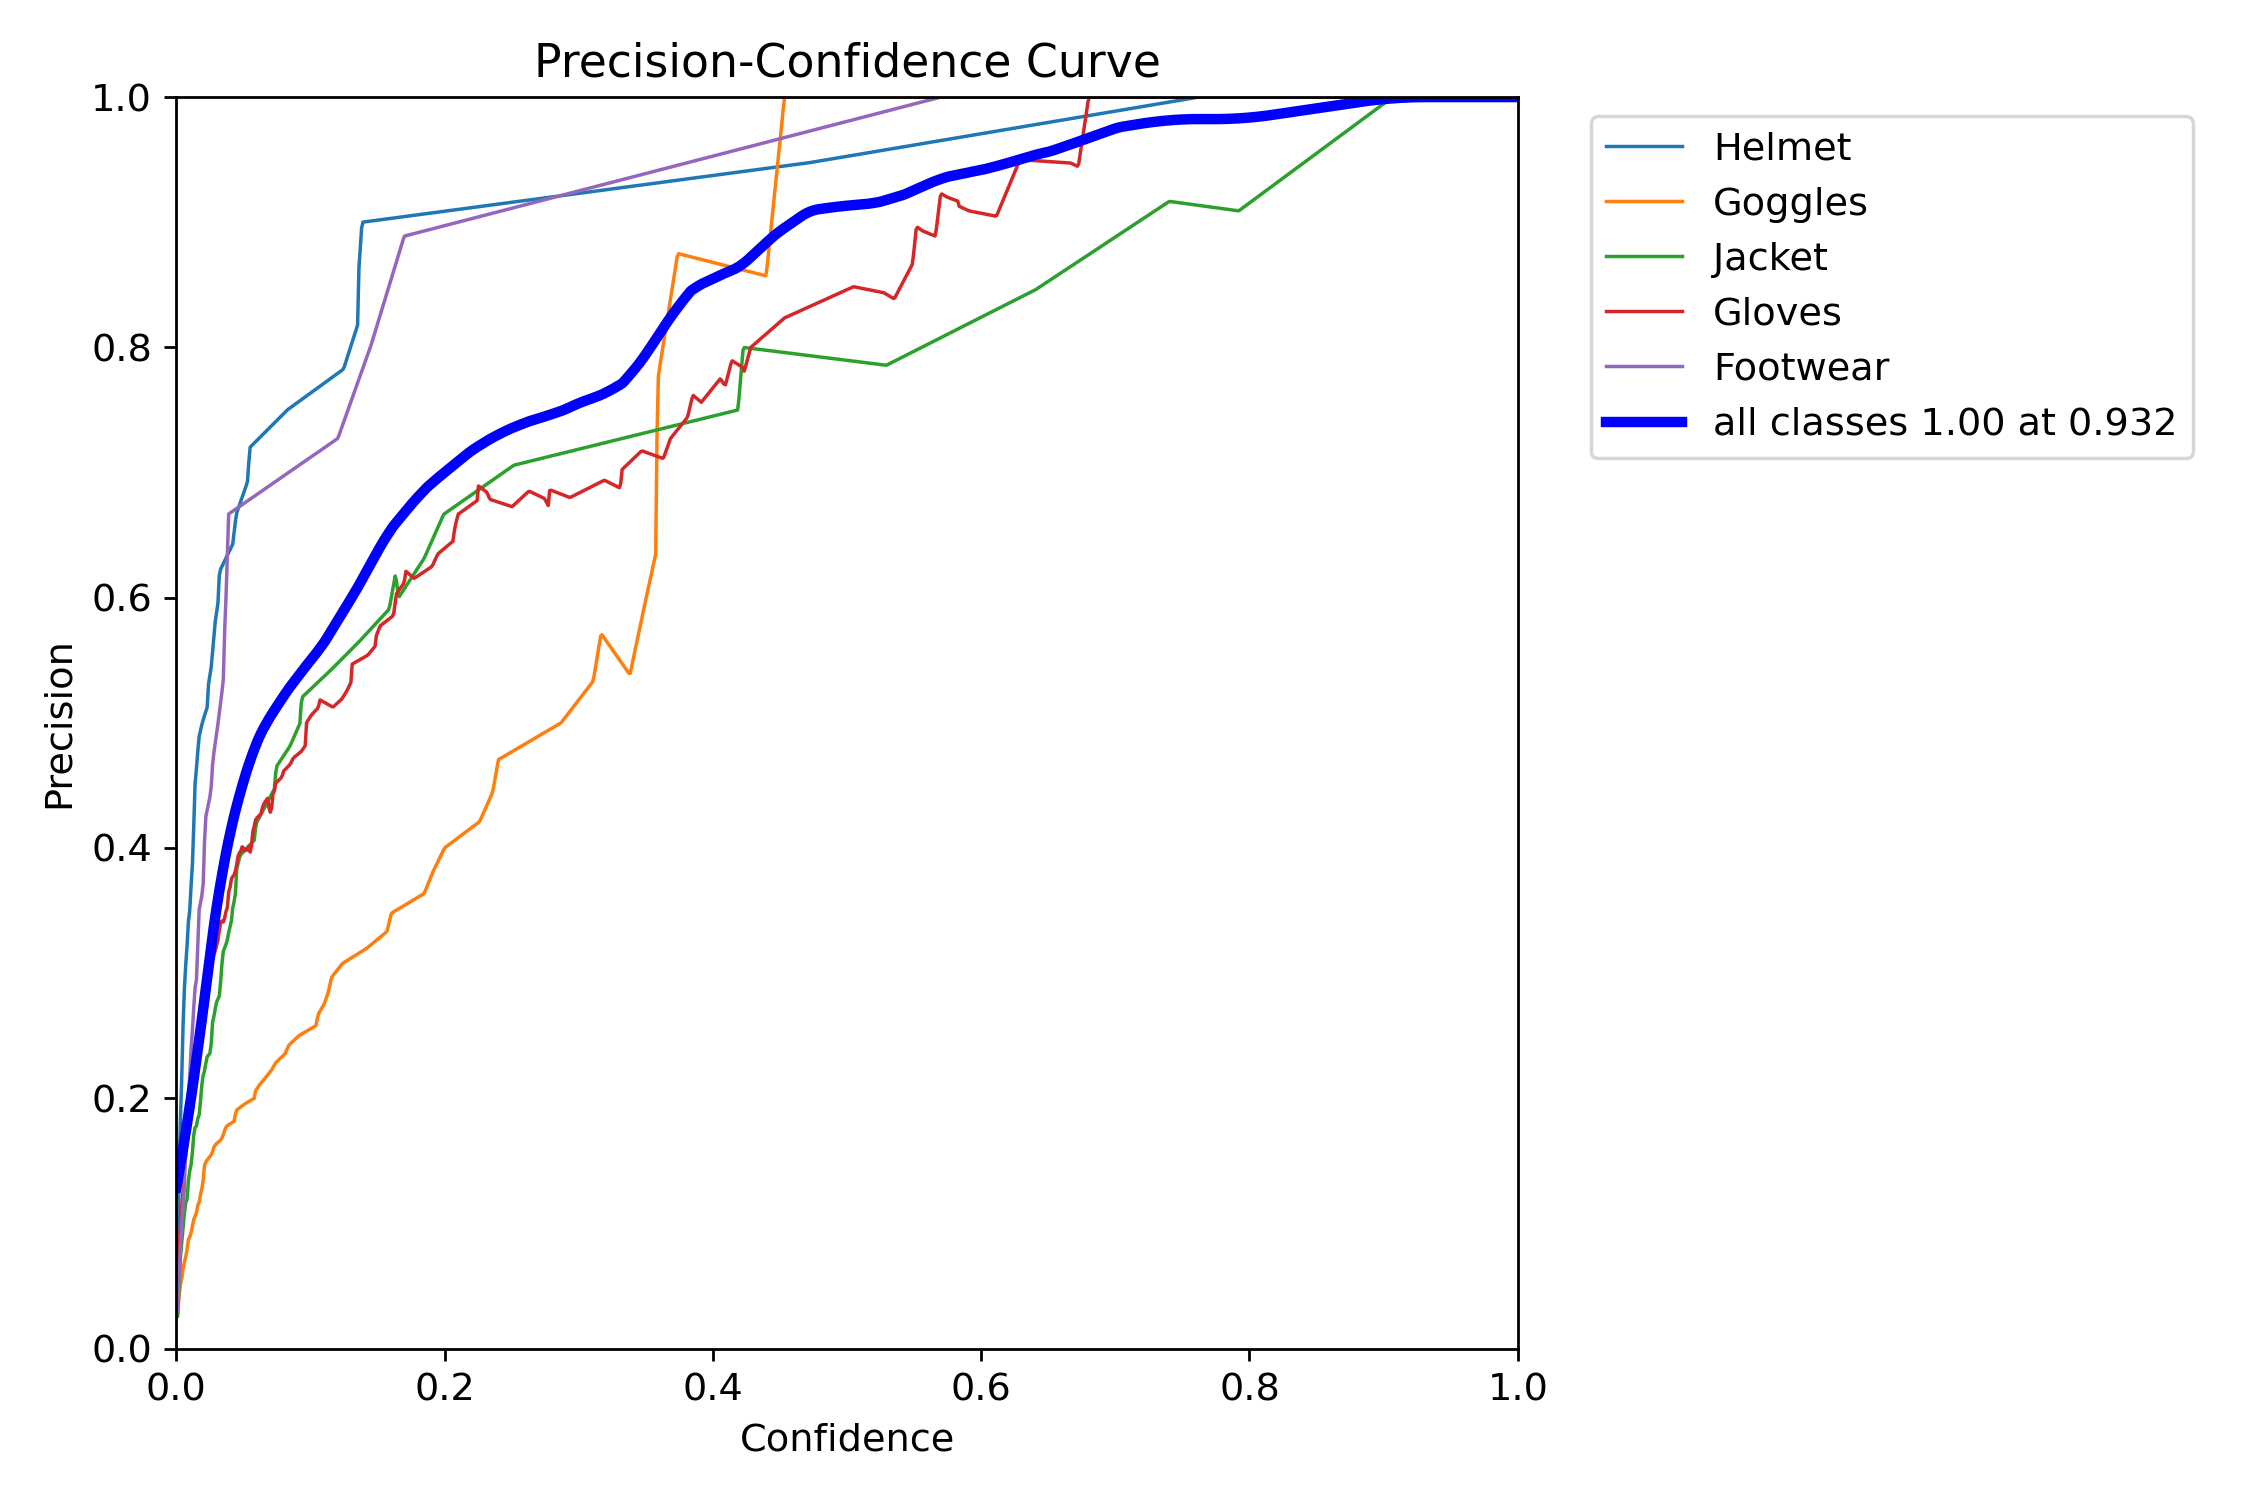 Precision-Confidence Curve
1.0
0.8
0.6
0.4
0.2
0.0
Precision
0.0 0.2 0.4 0.6 0.8 1.0
Confidence
Helmet
Goggles
Jacket
Gloves
Footwear
all classes 1.00 at 0.932